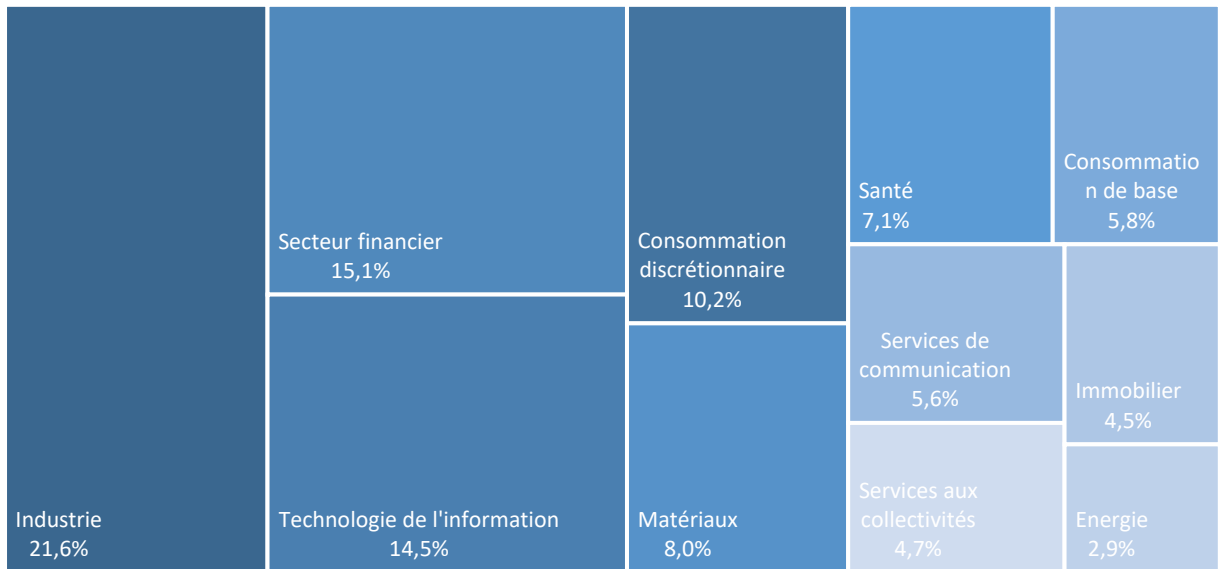 Industrie
21,6%
Secteur financier
15,1%
Technologie de l'information
14,5%
Consommation
discrétionnaire
10,2%
Matériaux
8,0%
Santé
7,1%
Consommatio
n de base
5,8%
Services de
communication
5,6%
Immobilier
4,5%
Services aux
collectivités
4,7%
Energie
2,9%